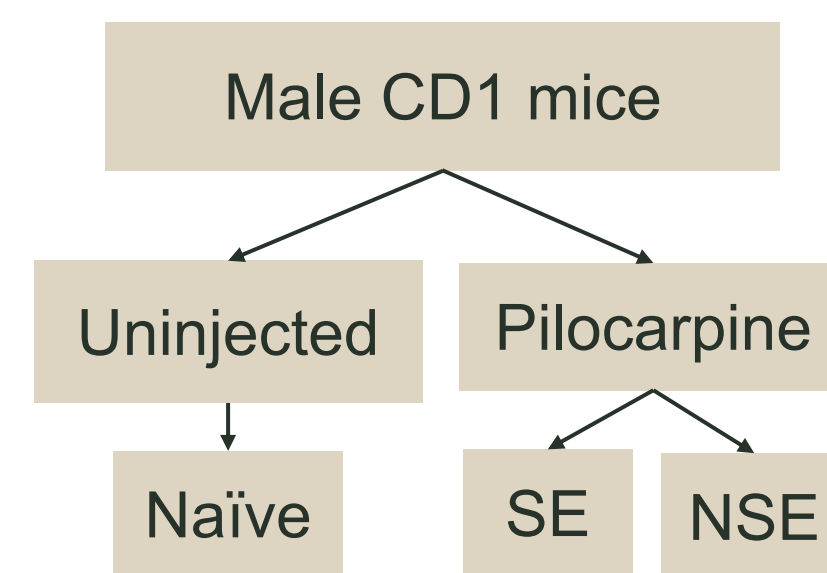 Male CD1 mice
Uninjected
Pilocarpine
Naïve
SE
NSE